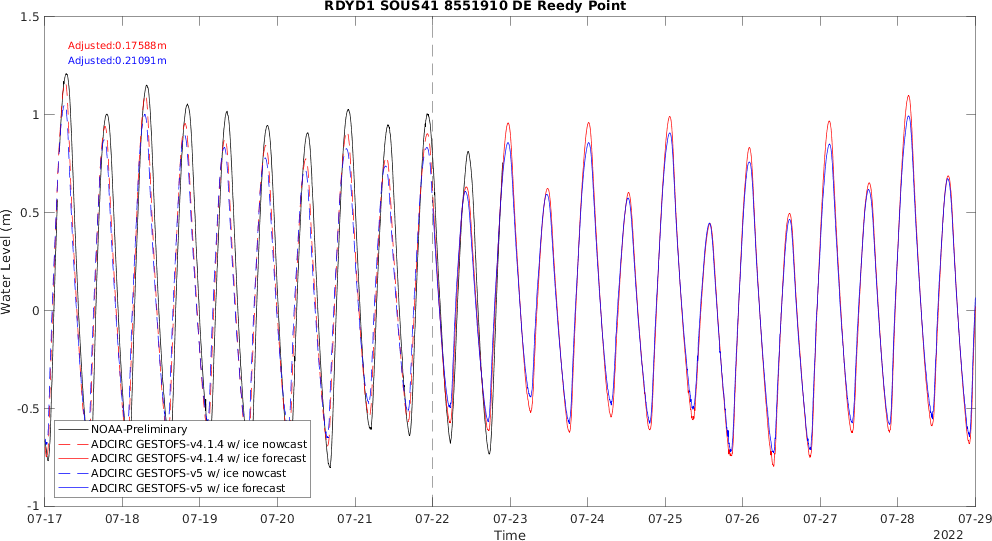 RDYD1 SOUS41 8551910 DE Reedy Point
1.5
Adjusted:0.17588m
Adjusted:0.21091m
1
0.5
Water Level (m)
0
-0.5
NOAA-Preliminary
ADCIRC GESTOFS-v4.1.4 w/ ice nowcast
ADCIRC GESTOFS-v4.1.4 w/ ice forecast
ADCIRC GESTOFS-v5 w/ ice nowcast
ADCIRC GESTOFS-v5 w/ ice forecast
-1
07-17 07-18 07-19 07-20 07-21 07-22 07-23 07-24 07-25 07-26 07-27 07-28 07-29
Time
2022